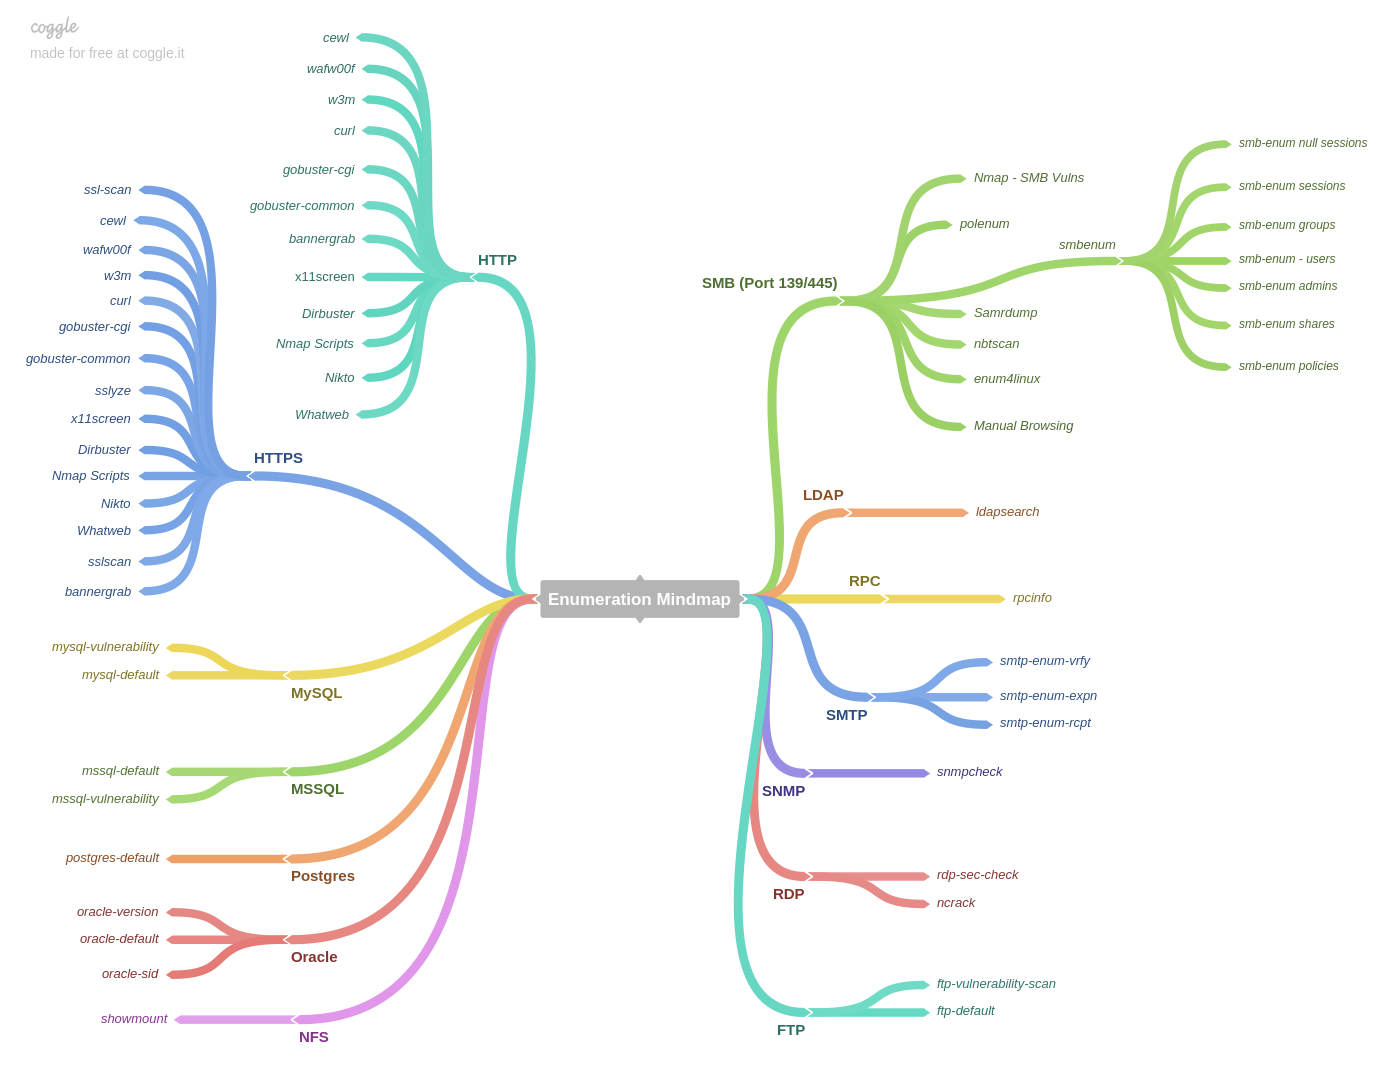 coggle
made for free at coggle.it
Enumeration Mindmap
HTTP
cewl
wafw00f
w3m
curl
gobuster-cgi
gobuster-common
bannergrab
x11screen
Dirbuster
Nmap Scripts
Nikto
Whatweb
HTTPS
ssl-scan
cewl
wafw00f
w3m
curl
gobuster-cgi
gobuster-common
sslyze
x11screen
Dirbuster
Nmap Scripts
Nikto
Whatweb
sslscan
bannergrab
MySQL
mysql-vulnerability
mysql-default
MSSQL
mssql-default
mssql-vulnerability
Postgres
postgres-default
Oracle
oracle-version
oracle-default
oracle-sid
NFS
showmount
SMB (Port 139/445)
Nmap - SMB Vulns
polenum
smbenum
smb-enum null sessions
smb-enum sessions
smb-enum groups
smb-enum - users
smb-enum admins
smb-enum shares
smb-enum policies
Samrdump
nbtscan
enum4linux
Manual Browsing
LDAP
ldapsearch
RPC
rpcinfo
SMTP
smtp-enum-vrfy
smtp-enum-expn
smtp-enum-rcpt
SNMP
snmpcheck
RDP
rdp-sec-check
ncrack
FTP
ftp-vulnerability-scan
ftp-default